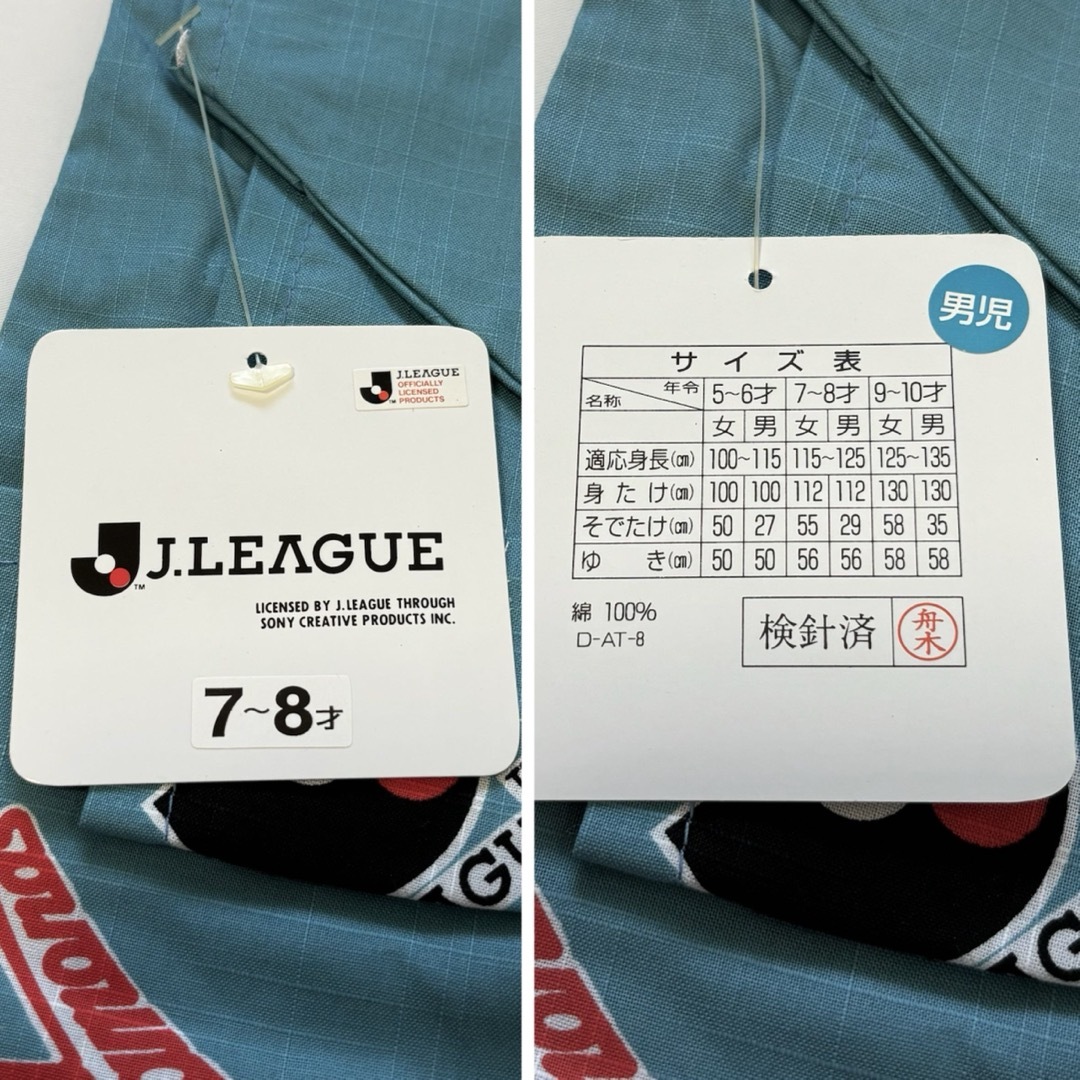 J.LEAGUE
OFFICIALLY
LICENSED
PRODUCTS
TM
J.LEAGUE
TM
LICENSED BY J.LEAGUE THROUGH
SONY CREATIVE PRODUCTS INC.
7~8才
男児
サイズ表
年令 5~6才 7~8才 9~10才
名称
女 男 女 男 女 男
適応身長(㎝) 100~115 115~125 125~135
身たけ(㎝) 100 100 112 112 130 130
そでたけ(㎝) 50 27 55 29 58 35
ゆき(㎝) 50 50 56 56 58 58
綿 100%
D-AT-8
検針済 舟木